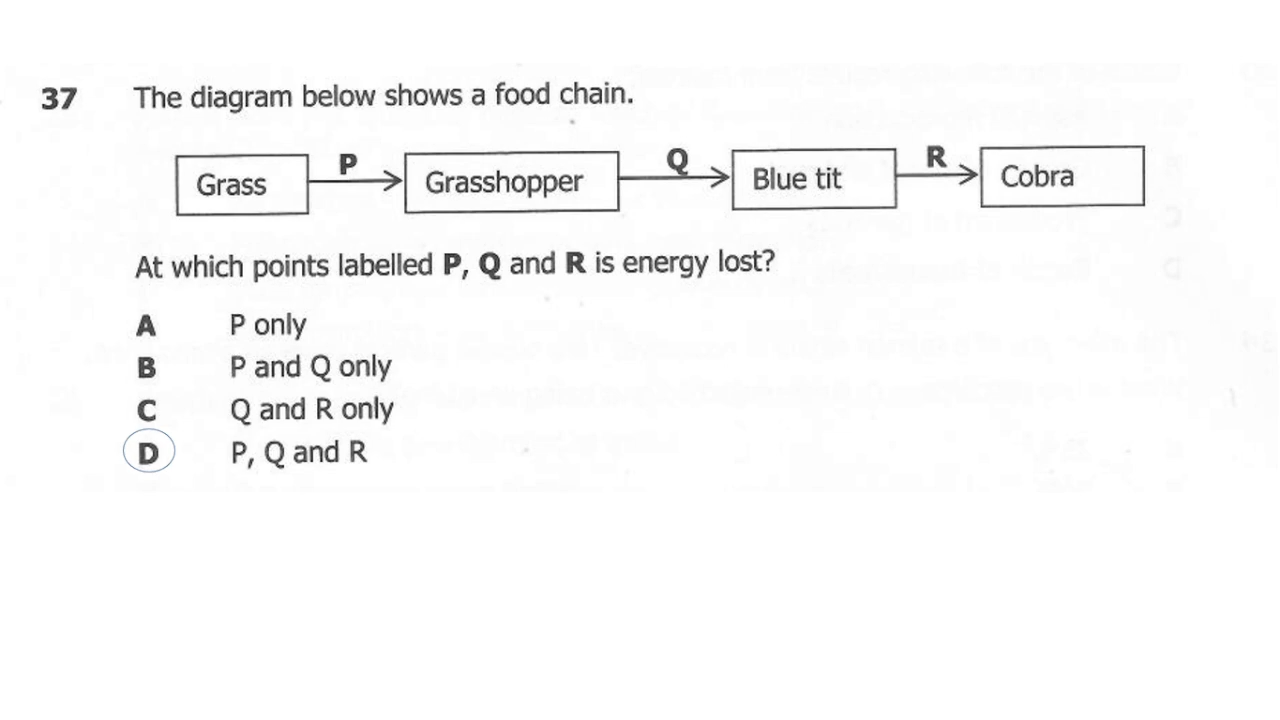 37 The diagram below shows a food chain.
P Q R
Grass Grasshopper Blue tit Cobra
At which points labelled P, Q and R is energy lost?
A P only
B P and Q only
C Q and R only
D P, Q and R